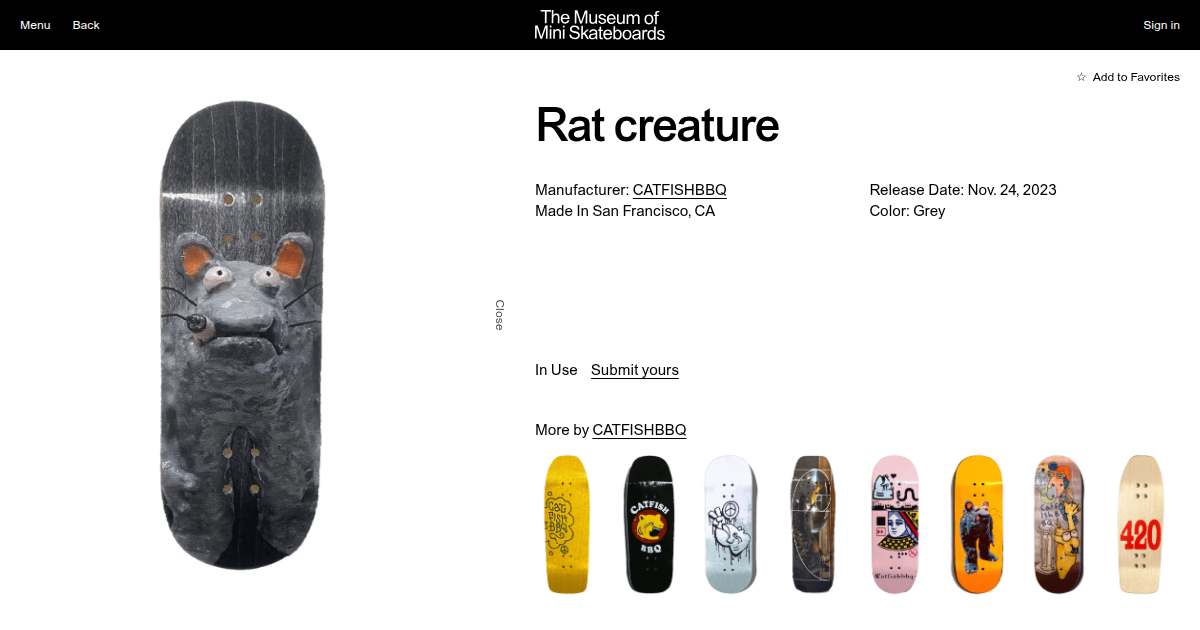 Menu
Back
The Museum of
Mini Skateboards
Sign in
☆ Add to Favorites
Rat creature
Manufacturer: CATFISHBBQ
Made In San Francisco, CA
Release Date: Nov. 24, 2023
Color: Grey
Close
In Use
Submit yours
More by CATFISHBBQ
CATFISH
BBQ
Catfishbbq
420